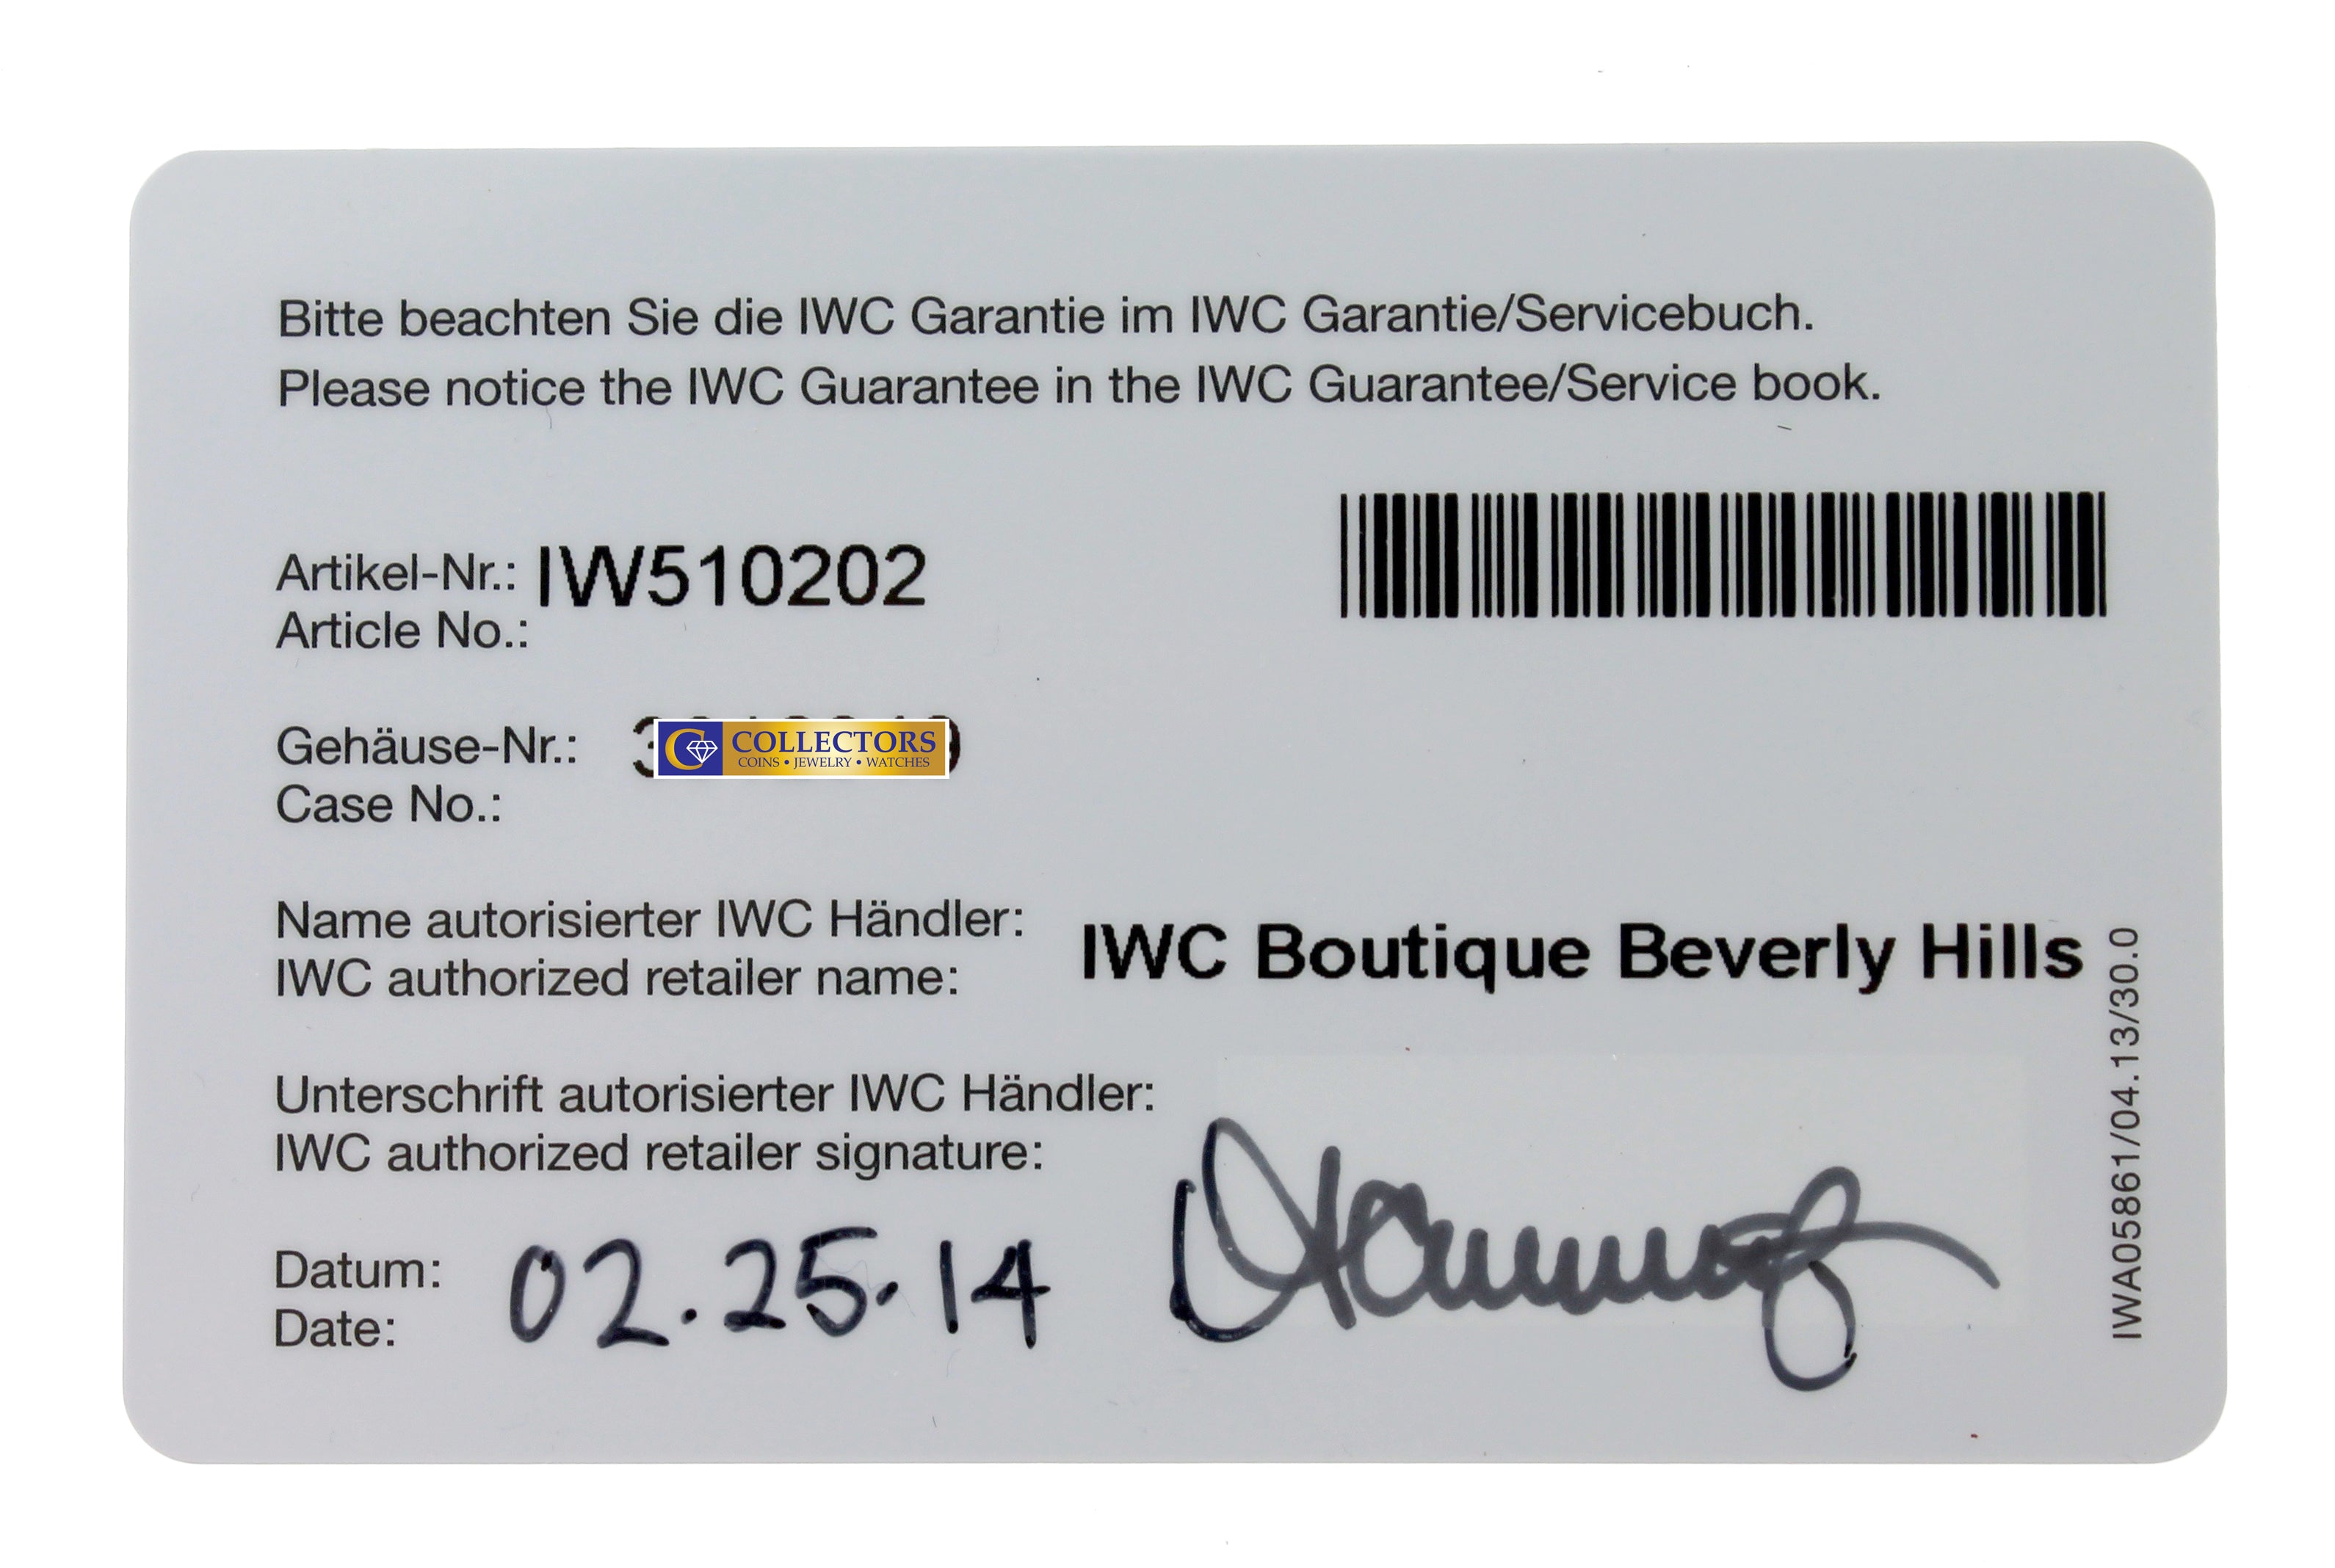 Bitte beachten Sie die IWC Garantie im IWC Garantie/Servicebuch.
Please notice the IWC Guarantee in the IWC Guarantee/Service book.
Artikel-Nr.: IW510202
Article No.:
Gehäuse-Nr.:
COLLECTORS
COINS • JEWELRY • WATCHES
Case No.:
Name autorisierter IWC Händler:
IWC authorized retailer name:
IWC Boutique Beverly Hills
Unterschrift autorisierter IWC Händler:
IWC authorized retailer signature:
Datum:
Date:
02.25.14
IWA05861/04.13/30.0